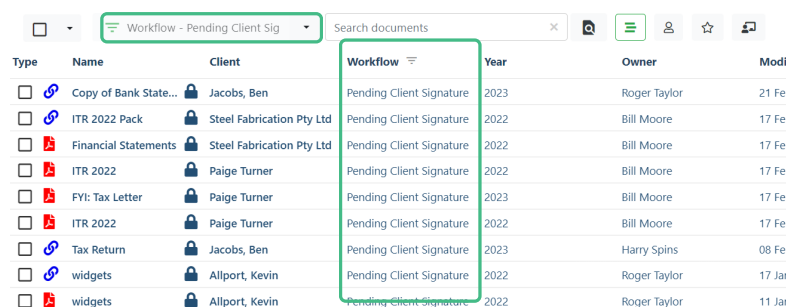 Workflow - Pending Client Sig Search documents
Type Name Client Workflow Year Owner Modi
Copy of Bank State... Jacobs, Ben Pending Client Signature 2023 Roger Taylor 21 Fe
ITR 2022 Pack Steel Fabrication Pty Ltd Pending Client Signature 2022 Bill Moore 17 Fe
Financial Statements Steel Fabrication Pty Ltd Pending Client Signature 2022 Bill Moore 17 Fe
ITR 2022 Paige Turner Pending Client Signature 2022 Bill Moore 17 Fe
FYI: Tax Letter Paige Turner Pending Client Signature 2023 Bill Moore 17 Fe
ITR 2022 Paige Turner Pending Client Signature 2022 Bill Moore 17 Fe
Tax Return Jacobs, Ben Pending Client Signature 2023 Harry Spins 08 Fe
widgets Allport, Kevin Pending Client Signature 2022 Roger Taylor 17 Jan
widgets Allport, Kevin Pending Client Signature 2022 Roger Taylor 11 Jan